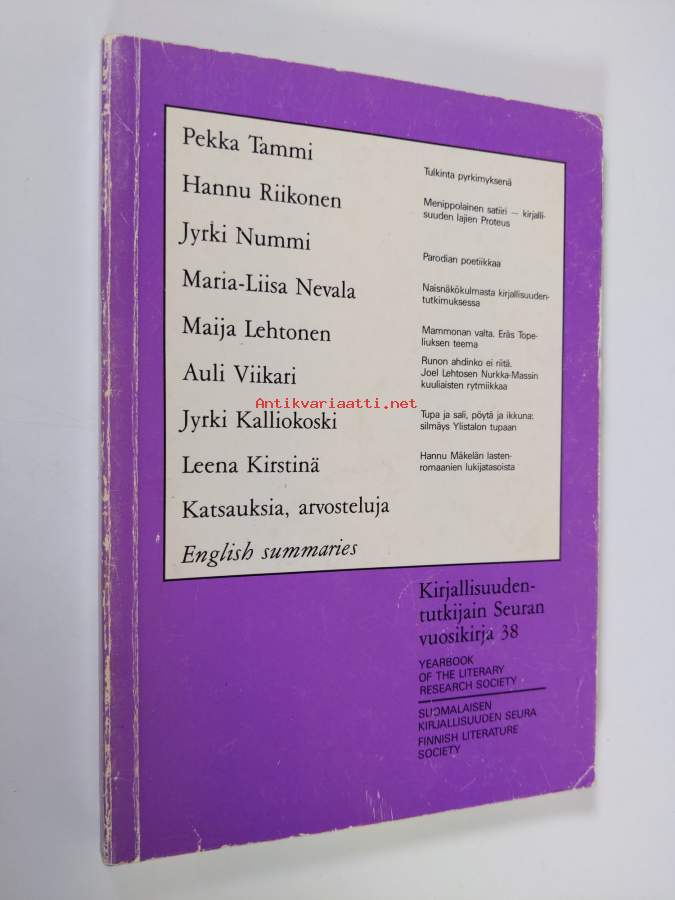 Pekka Tammi
Tulkinta pyrkimyksenä
Hannu Riikonen
Menippolainen satiiri – kirjalli-
suuden lajien Proteus
Jyrki Nummi
Parodian poetiikkaa
Maria-Liisa Nevala
Naisnäkökulmasta kirjallisuuden-
tutkimuksessa
Maija Lehtonen
Mammonan valta. Eräs Tope-
liuksen teema
Auli Viikari
Runon ahdinko ei riitä.
Joel Lehtosen Nurkka-Massin
kuuliaisten rytmiikkaa
Antikvariaatti.net
Jyrki Kalliokoski
Tupa ja sali, pöytä ja ikkuna:
silmäys Ylistalon tupaan
Leena Kirstinä
Hannu Mäkelän lasten-
romaanien lukijatasoista
Katsauksia, arvosteluja
English summaries
Kirjallisuuden-
tutkijain Seuran
vuosikirja 38
YEARBOOK
OF THE LITERARY
RESEARCH SOCIETY
SUOMALAISEN
KIRJALLISUUDEN SEURA
FINNISH LITERATURE
SOCIETY